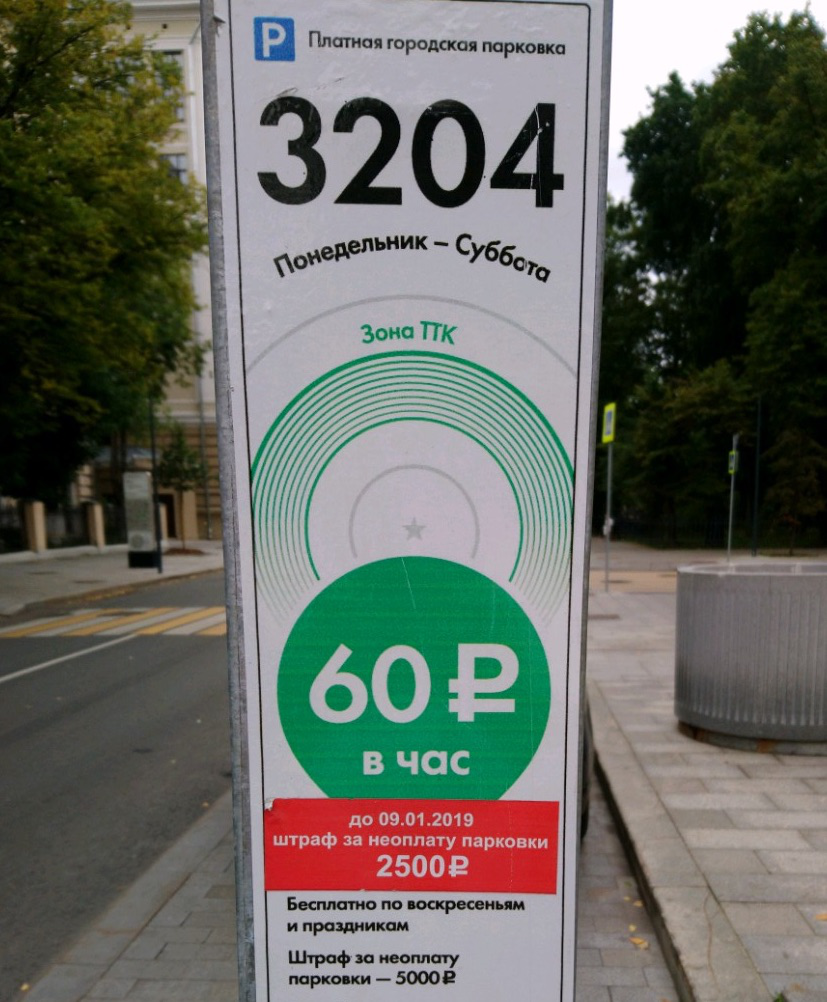 P Платная городская парковка
3204
Понедельник – Суббота
Зона ТТК
60 ₽
в час
до 09.01.2019
штраф за неоплату парковки
2500₽
Бесплатно по воскресеньям
и праздникам
Штраф за неоплату
парковки — 5000 ₽